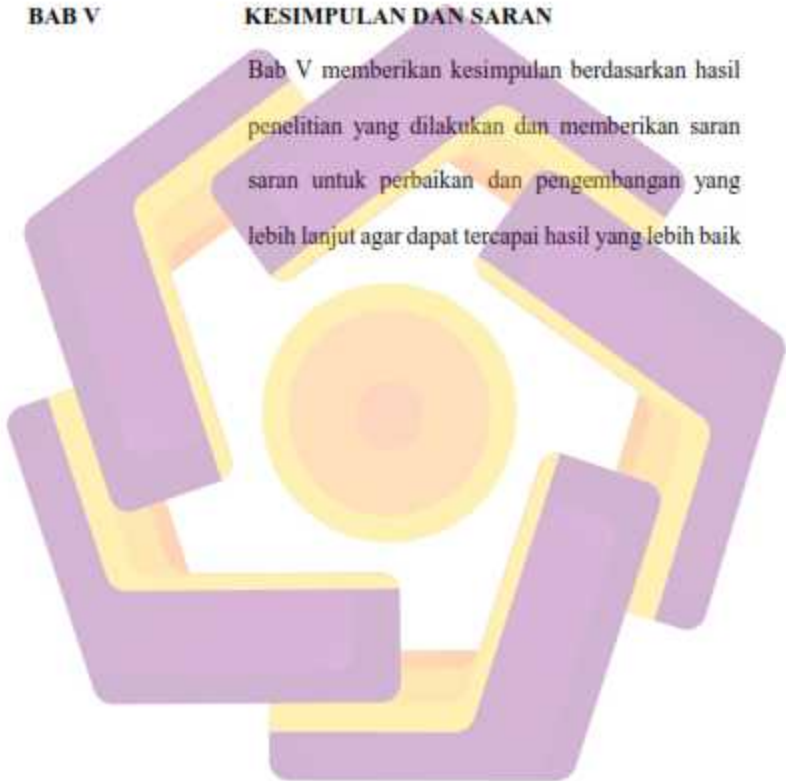 BAB V KESIMPULAN DAN SARAN
Bab V memberikan kesimpulan berdasarkan hasil
penelitian yang dilakukan dan memberikan saran
saran untuk perbaikan dan pengembangan yang
lebih lanjut agar dapat tercapai hasil yang lebih baik